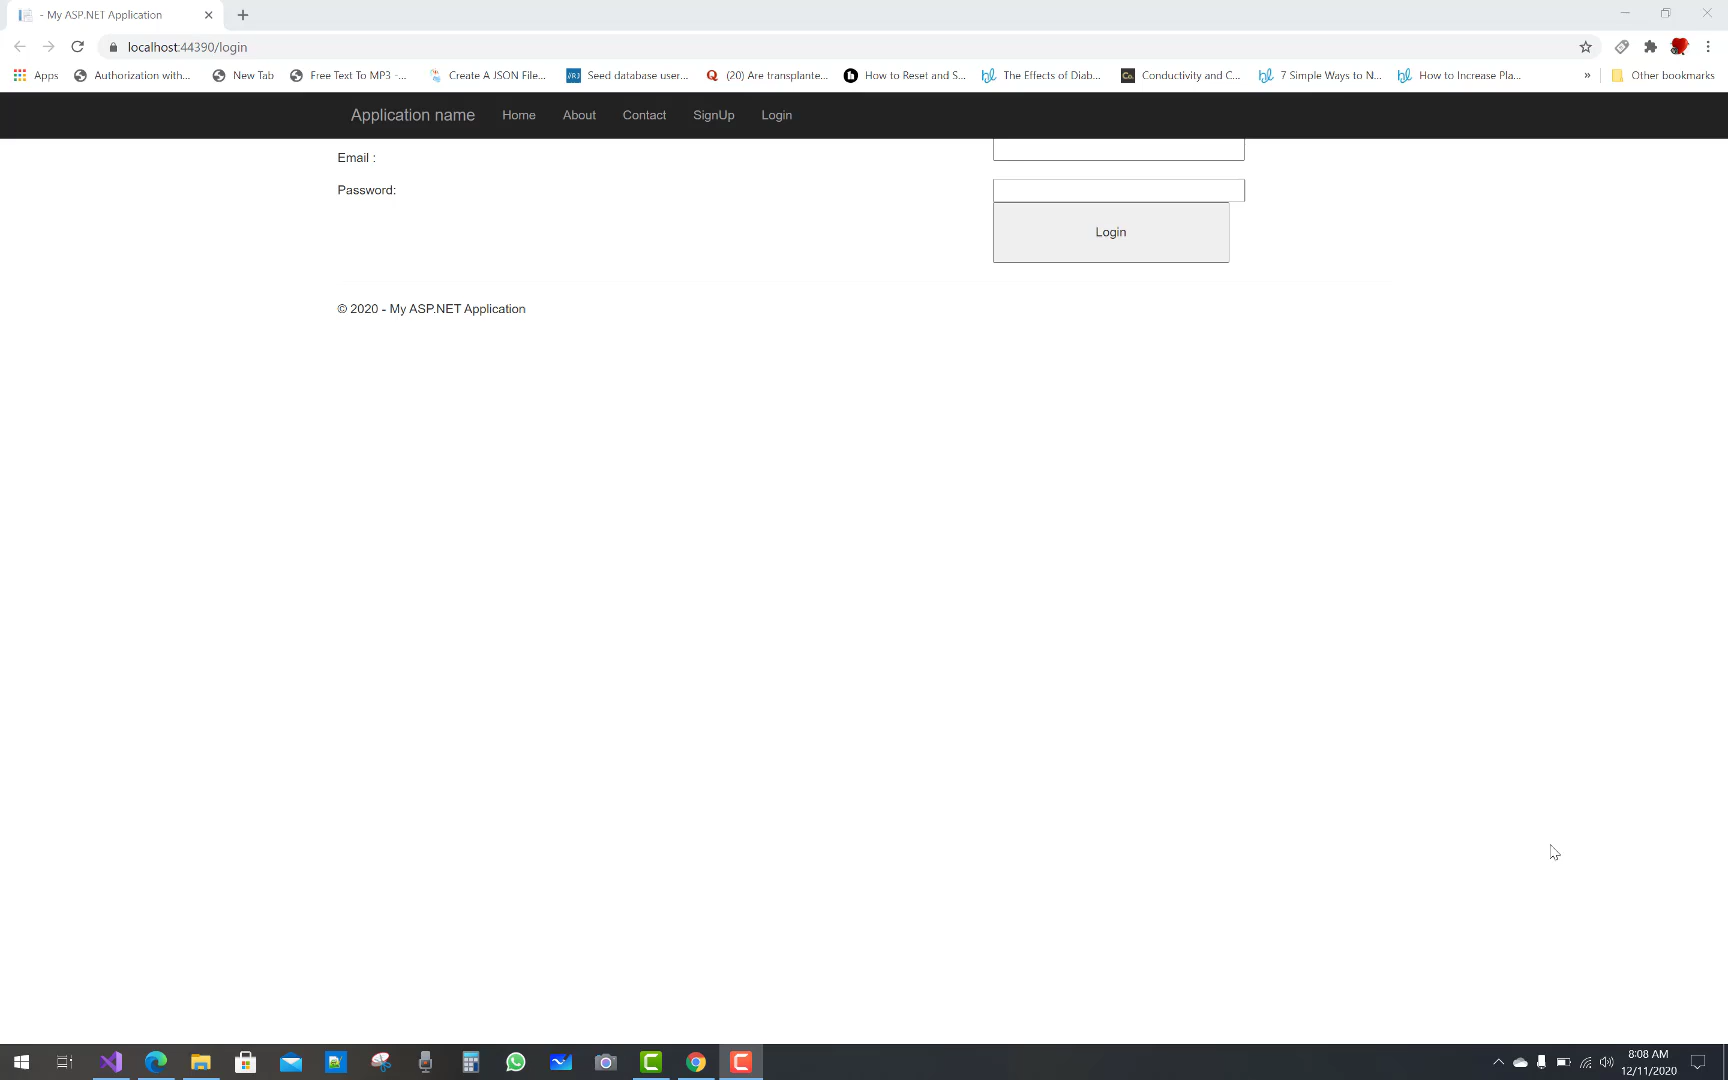 - My ASP.NET Application
localhost:44390/login
Apps Authorization with... New Tab Free Text To MP3 -... Create A JSON File... Seed database user... (20) Are transplante... How to Reset and S... The Effects of Diab... Conductivity and C... 7 Simple Ways to N... How to Increase Pla... » Other bookmarks
Application name Home About Contact SignUp Login
Email :
Password:
Login
© 2020 - My ASP.NET Application
8:08 AM
12/11/2020